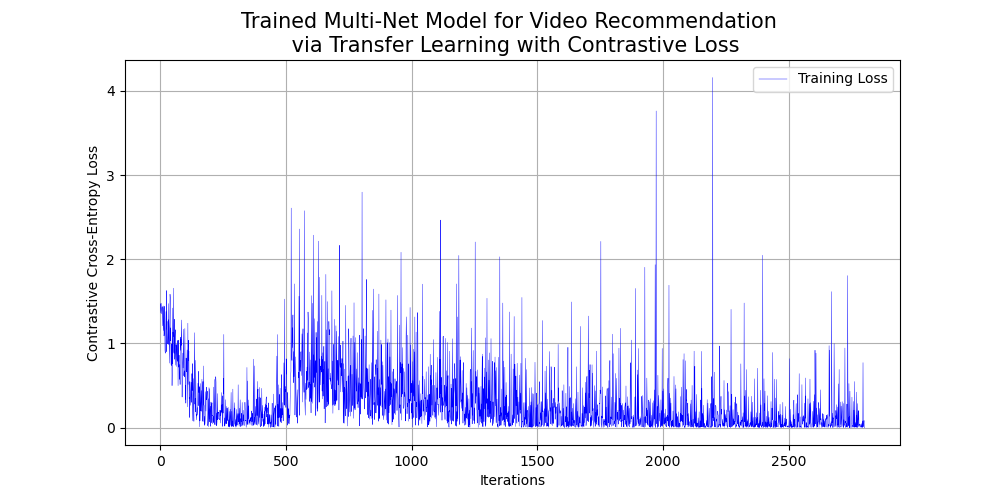 Trained Multi-Net Model for Video Recommendation
via Transfer Learning with Contrastive Loss
Training Loss
Contrastive Cross-Entropy Loss
4
3
2
1
0
0 500 1000 1500 2000 2500
Iterations